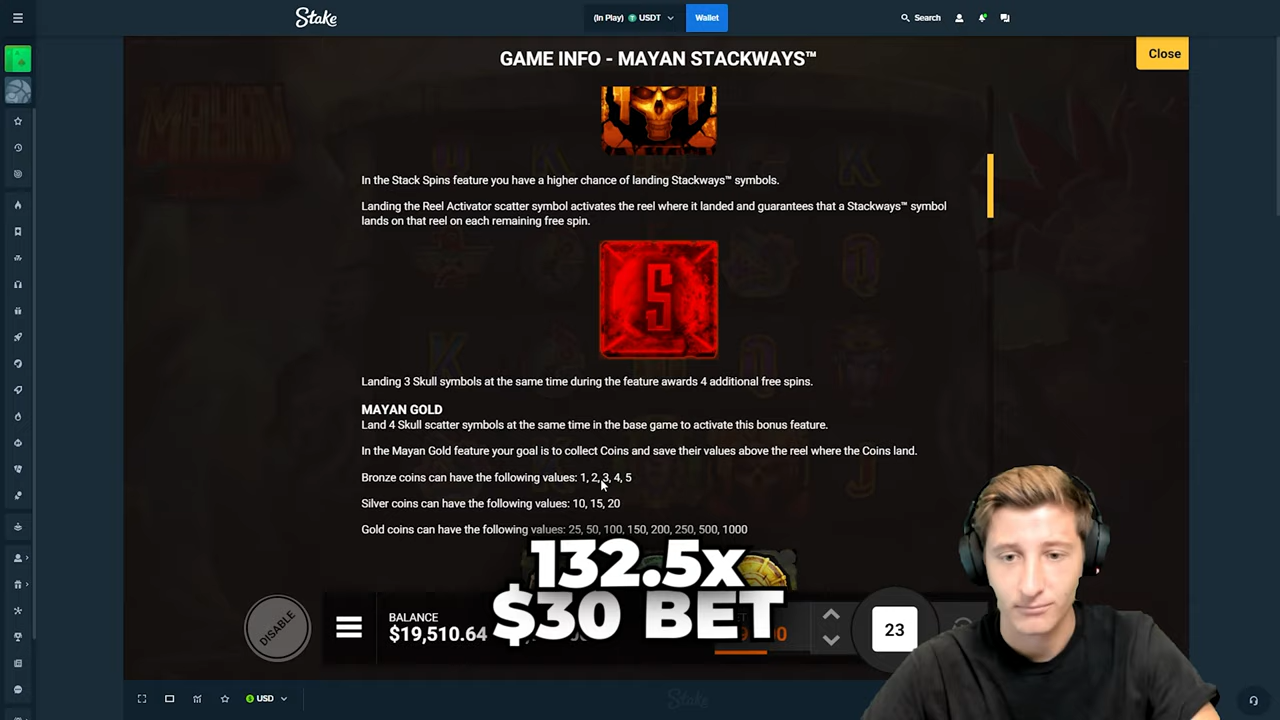 Stake
(In Play) USDT
Wallet
Search
GAME INFO - MAYAN STACKWAYS™
Close
In the Stack Spins feature you have a higher chance of landing Stackways™ symbols.
Landing the Reel Activator scatter symbol activates the reel where it landed and guarantees that a Stackways™ symbol
lands on that reel on each remaining free spin.
S
Landing 3 Skull symbols at the same time during the feature awards 4 additional free spins.
MAYAN GOLD
Land 4 Skull scatter symbols at the same time in the base game to activate this bonus feature.
In the Mayan Gold feature your goal is to collect Coins and save their values above the reel where the Coins land.
Bronze coins can have the following values: 1, 2, 3, 4, 5
Silver coins can have the following values: 10, 15, 20
Gold coins can have the following values: 25, 50, 100, 150, 200, 250, 500, 1000
132.5x
$30 BET
DISABLE
BALANCE
$19,510.64
23
USD
Stake